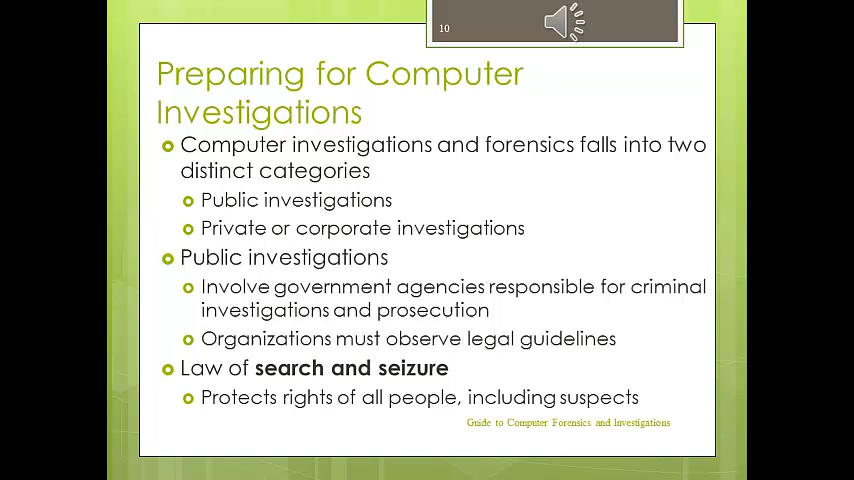 10
Preparing for Computer
Investigations
Computer investigations and forensics falls into two
distinct categories
Public investigations
Private or corporate investigations
Public investigations
Involve government agencies responsible for criminal
investigations and prosecution
Organizations must observe legal guidelines
Law of search and seizure
Protects rights of all people, including suspects
Guide to Computer Forensics and Investigations